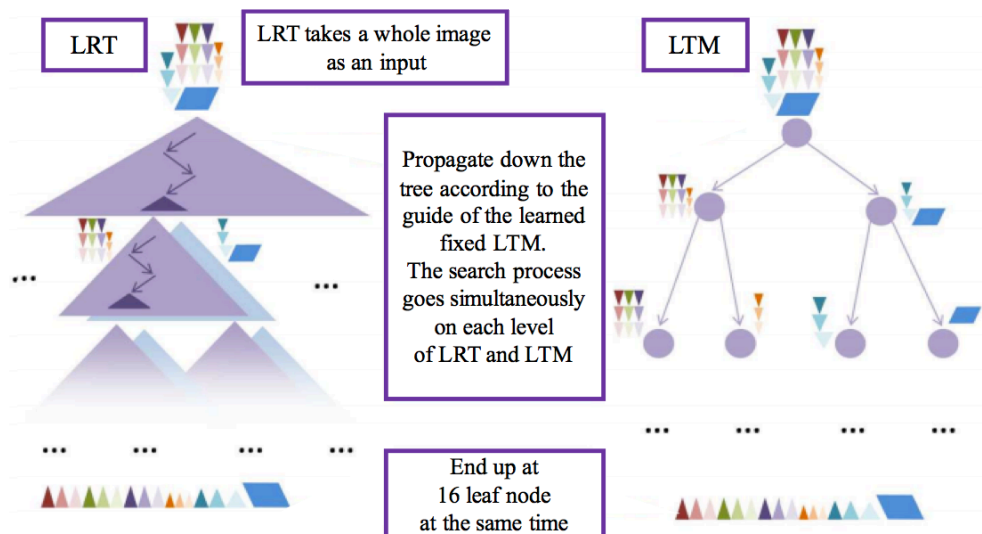 LRT
LRT takes a whole image
as an input
LTM
Propagate down the
tree according to the
guide of the learned
fixed LTM.
The search process
goes simultaneously
on each level
of LRT and LTM
...
...
... ... ... ...
... ... ... ...
End up at
16 leaf node
at the same time